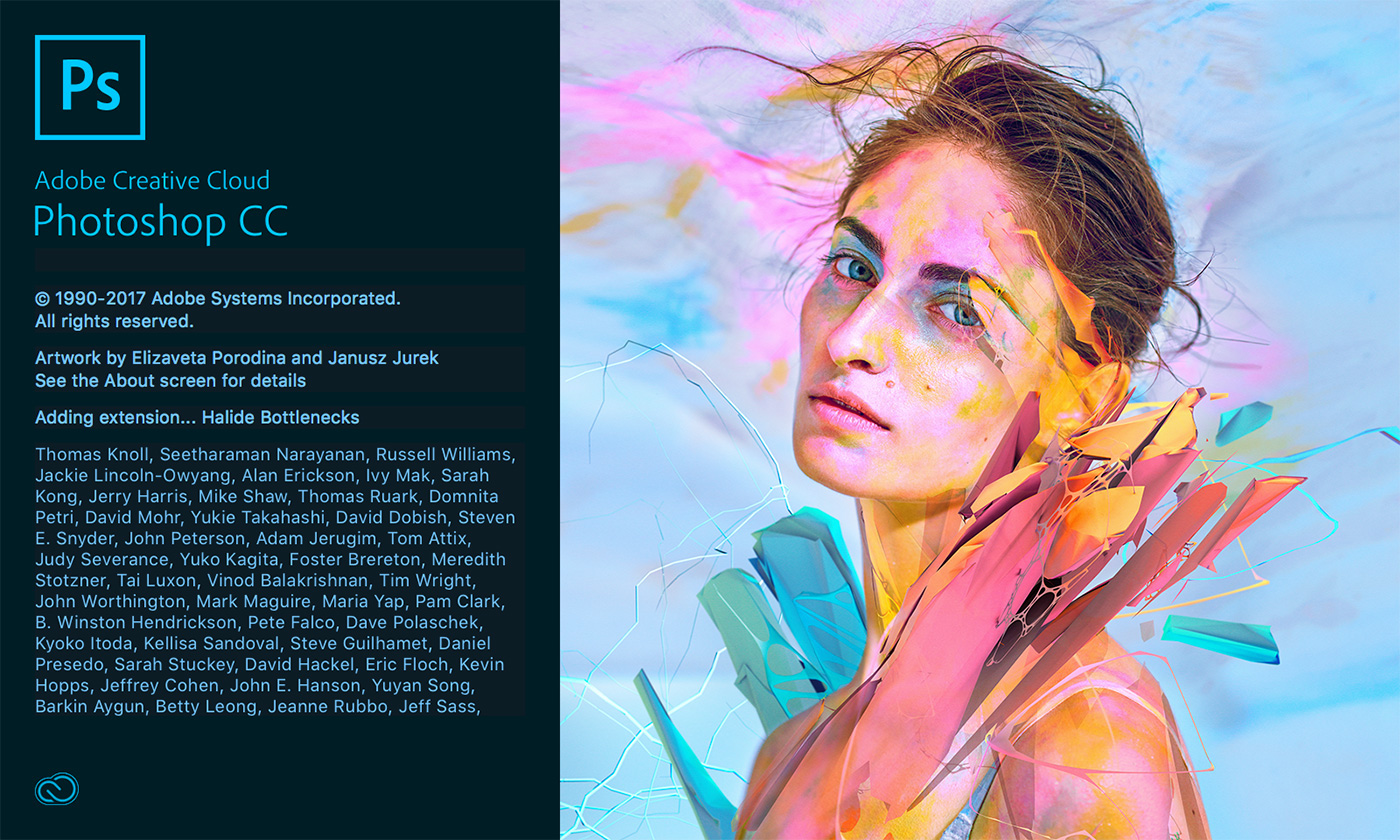 Ps
Adobe Creative Cloud
Photoshop CC
© 1990-2017 Adobe Systems Incorporated.
All rights reserved.
Artwork by Elizaveta Porodina and Janusz Jurek
See the About screen for details
Adding extension... Halide Bottlenecks
Thomas Knoll, Seetharaman Narayanan, Russell Williams,
Jackie Lincoln-Owyang, Alan Erickson, Ivy Mak, Sarah
Kong, Jerry Harris, Mike Shaw, Thomas Ruark, Domnita
Petri, David Mohr, Yukie Takahashi, David Dobish, Steven
E. Snyder, John Peterson, Adam Jerugim, Tom Attix,
Judy Severance, Yuko Kagita, Foster Brereton, Meredith
Stotzner, Tai Luxon, Vinod Balakrishnan, Tim Wright,
John Worthington, Mark Maguire, Maria Yap, Pam Clark,
B. Winston Hendrickson, Pete Falco, Dave Polaschek,
Kyoko Itoda, Kellisa Sandoval, Steve Guilhamet, Daniel
Presedo, Sarah Stuckey, David Hackel, Eric Floch, Kevin
Hopps, Jeffrey Cohen, John E. Hanson, Yuyan Song,
Barkin Aygun, Betty Leong, Jeanne Rubbo, Jeff Sass,